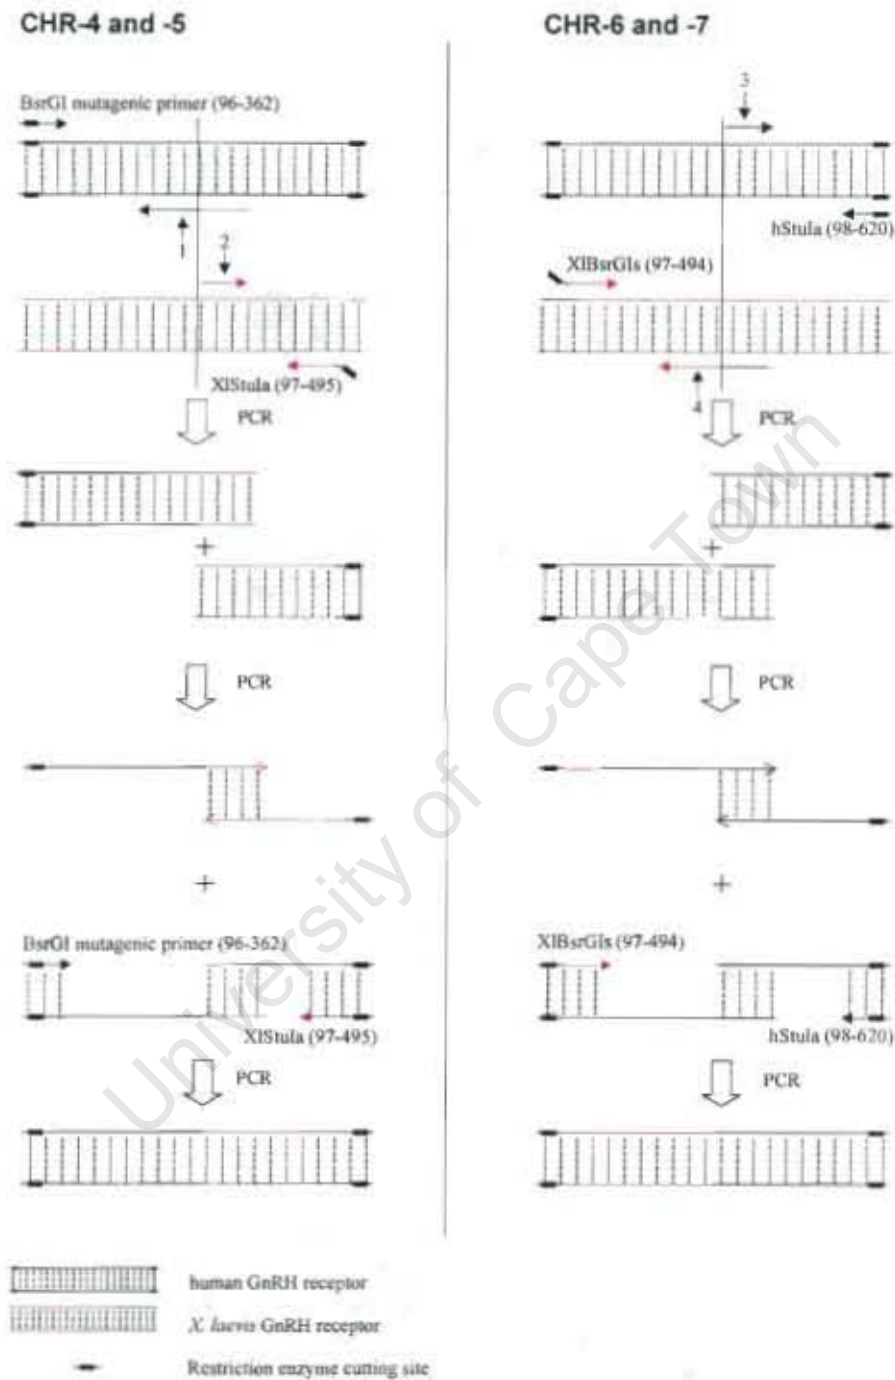 CHR-4 and -5
BsrGI mutagenic primer (96-362)
1
2
XlStuIa (97-495)
PCR
+
PCR
+
BsrGI mutagenic primer (96-362)
XlStuIa (97-495)
PCR
CHR-6 and -7
3
hStuIa (98-620)
XlBsrGIs (97-494)
4
PCR
+
PCR
+
XlBsrGIs (97-494)
hStuIa (98-620)
PCR
human GnRH receptor
X. laevis GnRH receptor
Restriction enzyme cutting site
University of Cape Town